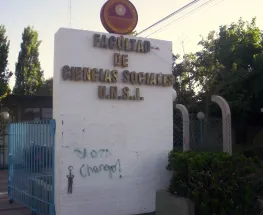 FACULTAD
DE
CIENCIAS SOCIALES
U.N.S.J.
Change!